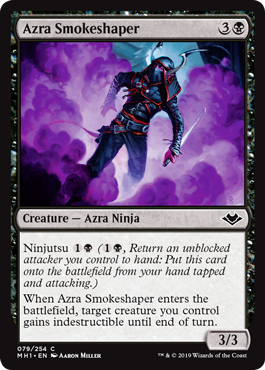 Azra Smokeshaper 3
Creature — Azra Ninja
Ninjutsu 1 (1, Return an unblocked
attacker you control to hand: Put this card
onto the battlefield from your hand tapped
and attacking.)
When Azra Smokeshaper enters the
battlefield, target creature you control
gains indestructible until end of turn.
3/3
079/254 C
MH1 • EN Aaron Miller ™ & © 2019 Wizards of the Coast